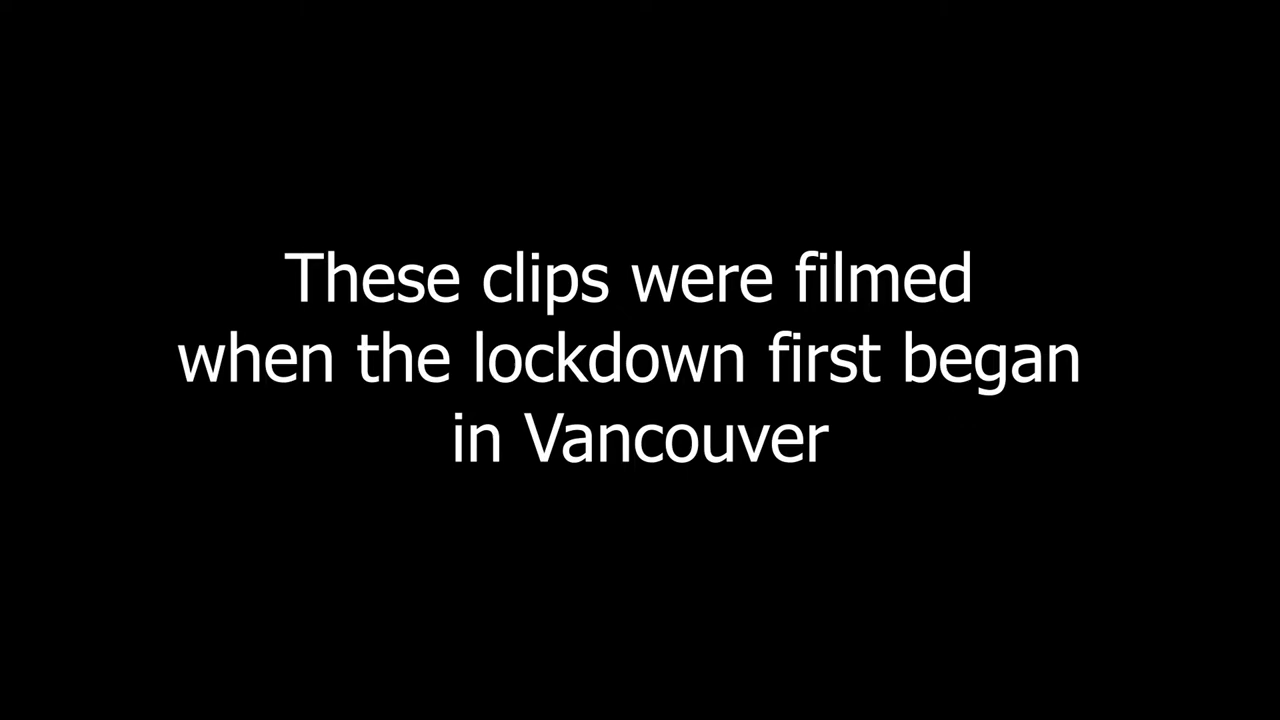 These clips were filmed
when the lockdown first began
in Vancouver